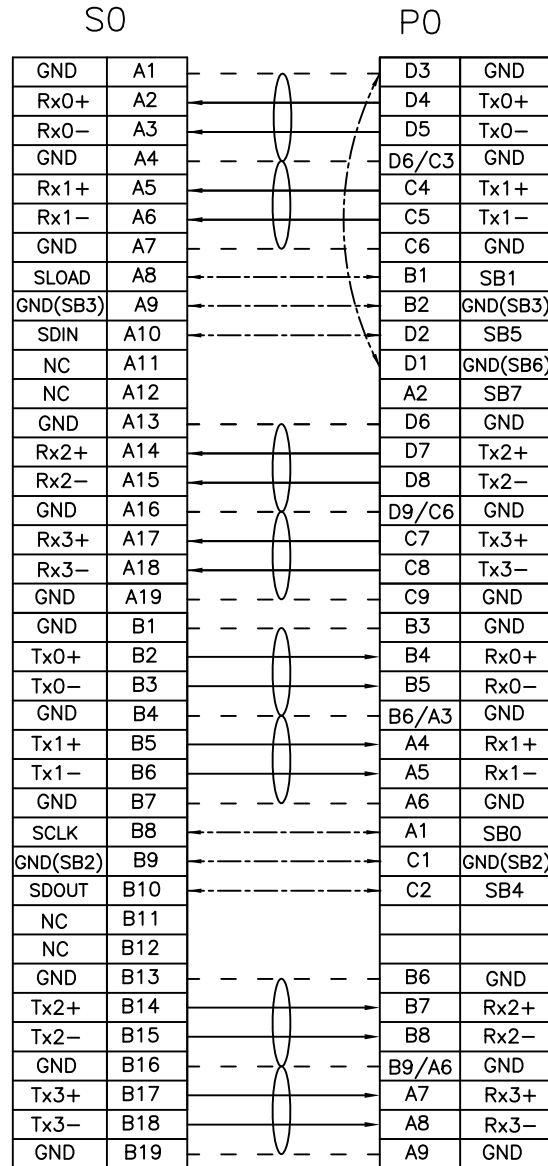 S0 P0
GND A1 D3 GND
Rx0+ A2 D4 Tx0+
Rx0- A3 D5 Tx0-
GND A4 D6/C3 GND
Rx1+ A5 C4 Tx1+
Rx1- A6 C5 Tx1-
GND A7 C6 GND
SLOAD A8 B1 SB1
GND(SB3) A9 B2 GND(SB3)
SDIN A10 D2 SB5
NC A11 D1 GND(SB6)
NC A12 A2 SB7
GND A13 D6 GND
Rx2+ A14 D7 Tx2+
Rx2- A15 D8 Tx2-
GND A16 D9/C6 GND
Rx3+ A17 C7 Tx3+
Rx3- A18 C8 Tx3-
GND A19 C9 GND
GND B1 B3 GND
Tx0+ B2 B4 Rx0+
Tx0- B3 B5 Rx0-
GND B4 B6/A3 GND
Tx1+ B5 A4 Rx1+
Tx1- B6 A5 Rx1-
GND B7 A6 GND
SCLK B8 A1 SB0
GND(SB2) B9 C1 GND(SB2)
SDOUT B10 C2 SB4
NC B11
NC B12
GND B13 B6 GND
Tx2+ B14 B7 Rx2+
Tx2- B15 B8 Rx2-
GND B16 B9/A6 GND
Tx3+ B17 A7 Rx3+
Tx3- B18 A8 Rx3-
GND B19 A9 GND